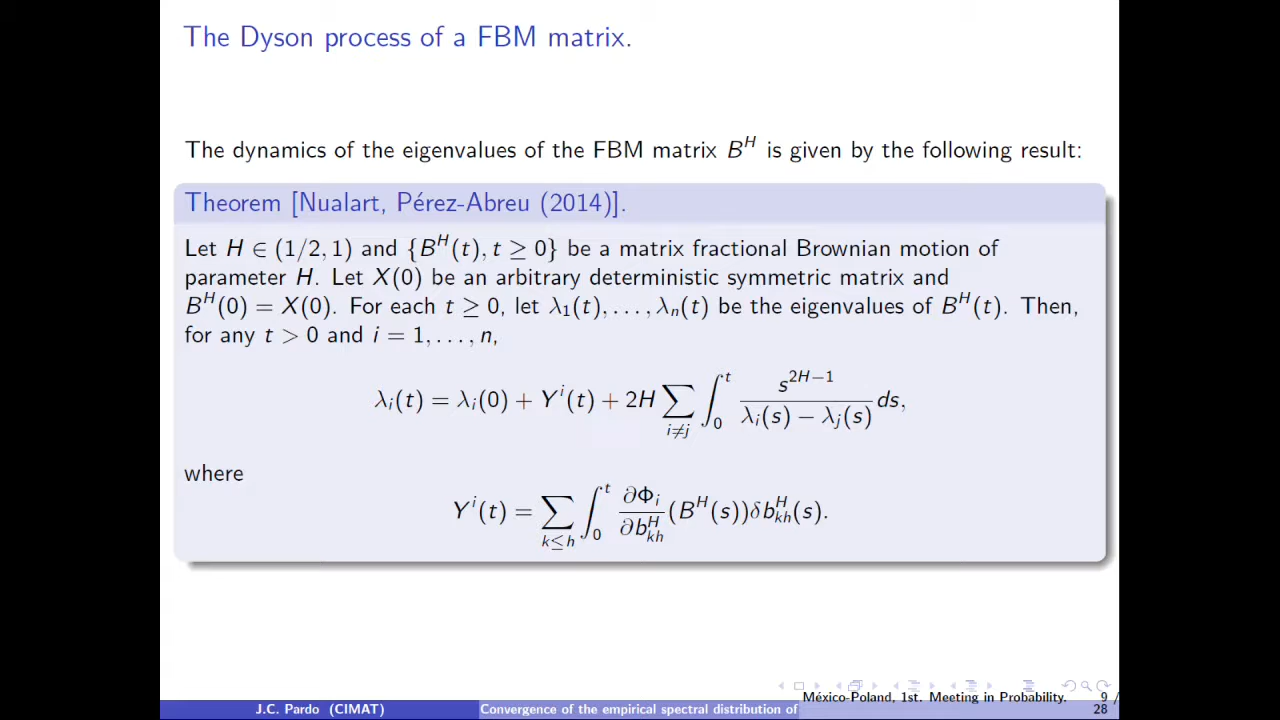 The Dyson process of a FBM matrix.
The dynamics of the eigenvalues of the FBM matrix B^H is given by the following result:
Theorem [Nualart, Pérez-Abreu (2014)].
Let H ∈ (1/2, 1) and {B^H(t), t ≥ 0} be a matrix fractional Brownian motion of
parameter H. Let X(0) be an arbitrary deterministic symmetric matrix and
B^H(0) = X(0). For each t ≥ 0, let λ_1(t), . . . , λ_n(t) be the eigenvalues of B^H(t). Then,
for any t > 0 and i = 1, . . . , n,
λ_i(t) = λ_i(0) + Y^i(t) + 2H ∑_{i≠j} ∫_0^t \frac{s^{2H−1}}{λ_i(s) − λ_j(s)} ds,
where
Y^i(t) = ∑_{k≤h} ∫_0^t \frac{∂Φ_i}{∂b_{kh}^H} (B^H(s))δb_{kh}^H(s).
México-Poland, 1st. Meeting in Probability. 9 /
J.C. Pardo (CIMAT) Convergence of the empirical spectral distribution of 28